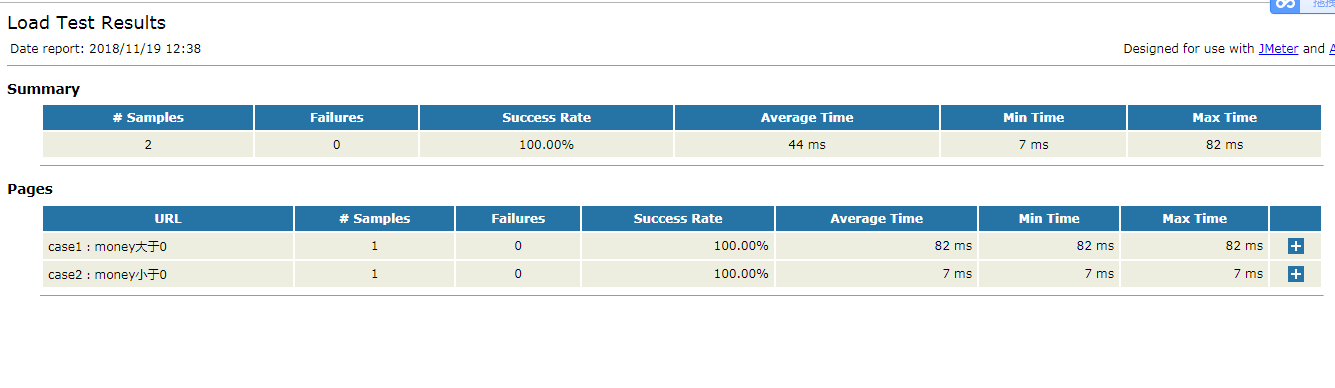 拖拽
Load Test Results
Date report: 2018/11/19 12:38
Designed for use with JMeter and A
Summary
# Samples Failures Success Rate Average Time Min Time Max Time
2 0 100.00% 44 ms 7 ms 82 ms
Pages
URL # Samples Failures Success Rate Average Time Min Time Max Time
case1 : money大于0 1 0 100.00% 82 ms 82 ms 82 ms
case2 : money小于0 1 0 100.00% 7 ms 7 ms 7 ms